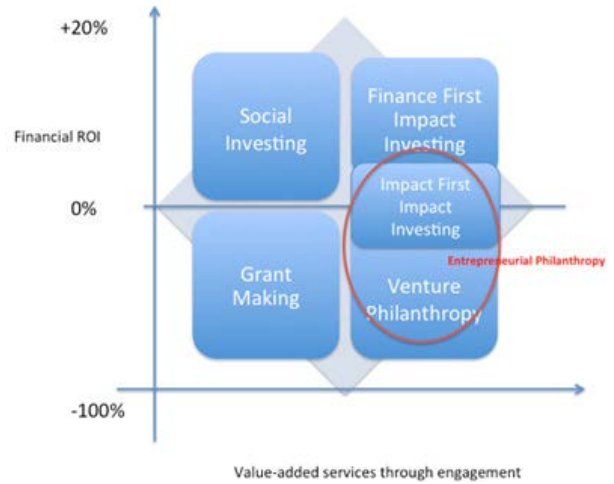 +20%
Social
Investing
Finance First
Impact
Investing
Financial ROI
Impact First
Impact
Investing
0%
Entrepreneurial Philanthropy
Grant
Making
Venture
Philanthropy
-100%
Value-added services through engagement